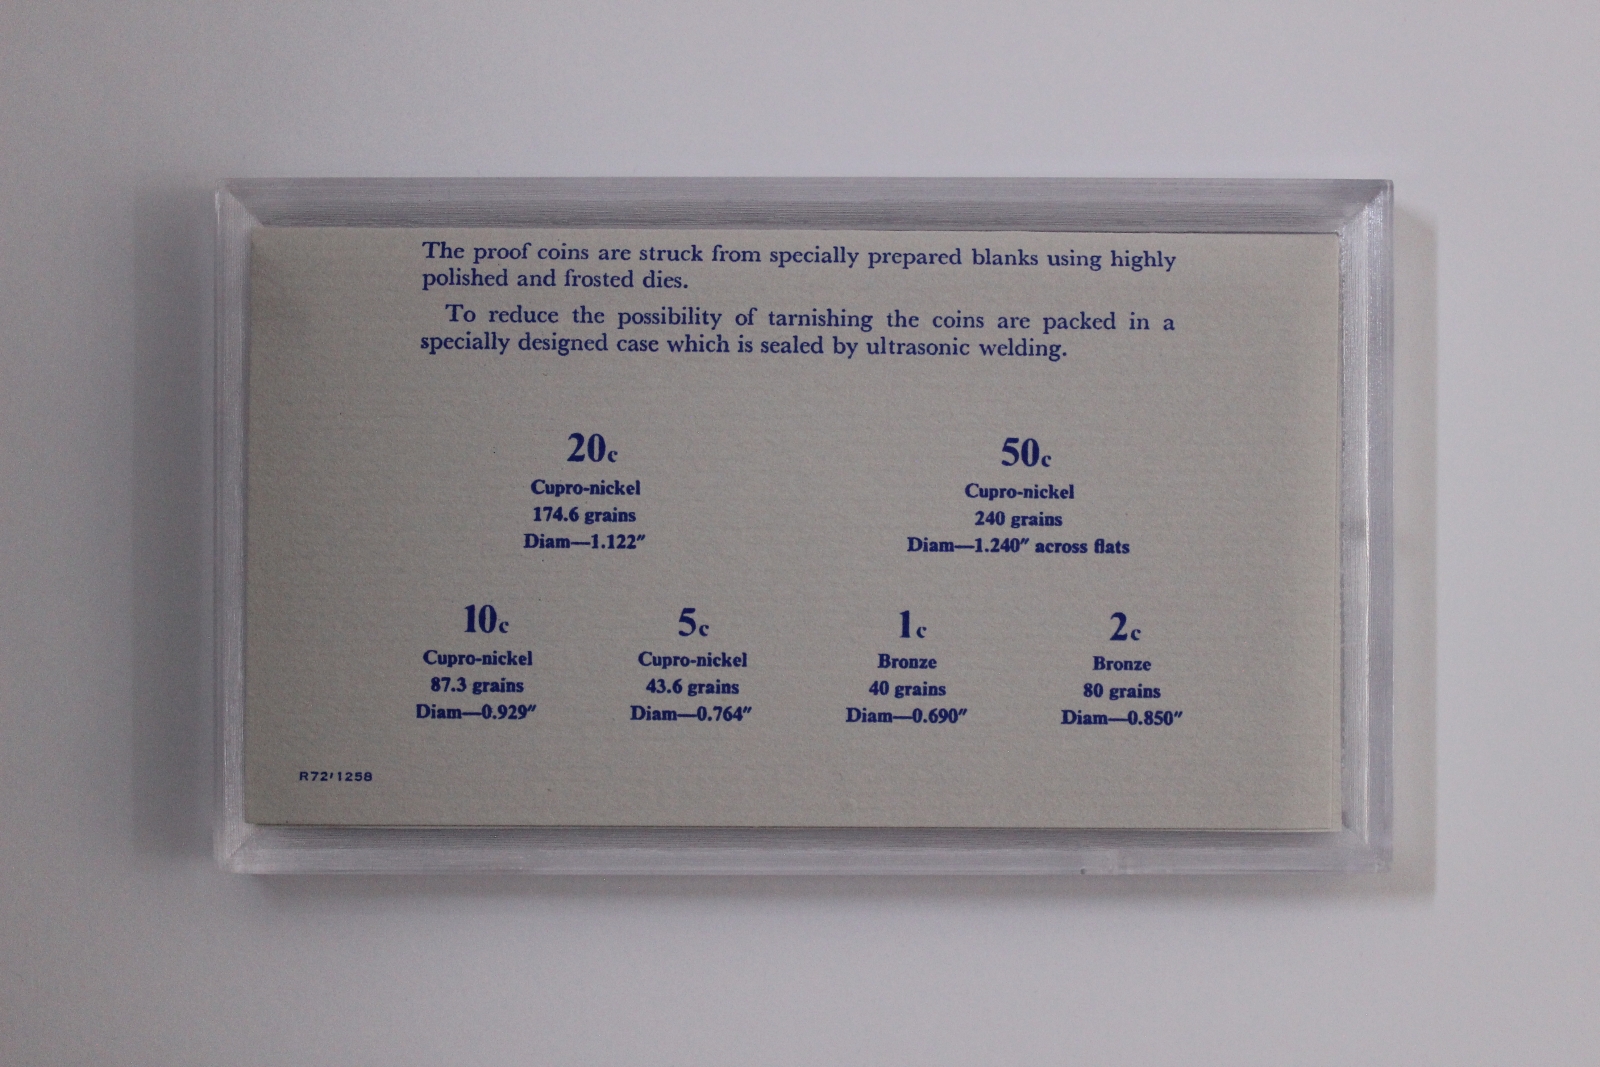 The proof coins are struck from specially prepared blanks using highly
polished and frosted dies.
To reduce the possibility of tarnishing the coins are packed in a
specially designed case which is sealed by ultrasonic welding.
20c
Cupro-nickel
174.6 grains
Diam—1.122″
50c
Cupro-nickel
240 grains
Diam—1.240″ across flats
10c
Cupro-nickel
87.3 grains
Diam—0.929″
5c
Cupro-nickel
43.6 grains
Diam—0.764″
1c
Bronze
40 grains
Diam—0.690″
2c
Bronze
80 grains
Diam—0.850″
R72/1258